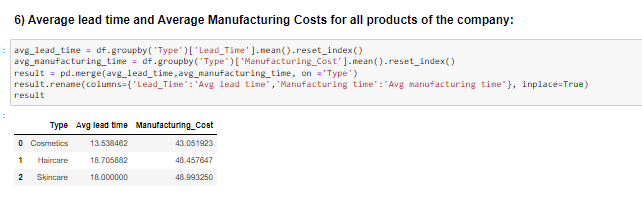 6) Average lead time and Average Manufacturing Costs for all products of the company:
: avg_lead_time = df.groupby('Type')['Lead_Time'].mean().reset_index()
avg_manufacturing_time = df.groupby('Type')['Manufacturing_Cost'].mean().reset_index()
result = pd.merge(avg_lead_time,avg_manufacturing_time, on ='Type')
result.rename(columns={'Lead_Time':'Avg lead time','Manufacturing time':'Avg manufacturing time'}, inplace=True)
result
:
Type Avg lead time Manufacturing_Cost
0 Cosmetics 13.538462 43.051923
1 Haircare 18.705882 48.457647
2 Skincare 18.000000 48.993250